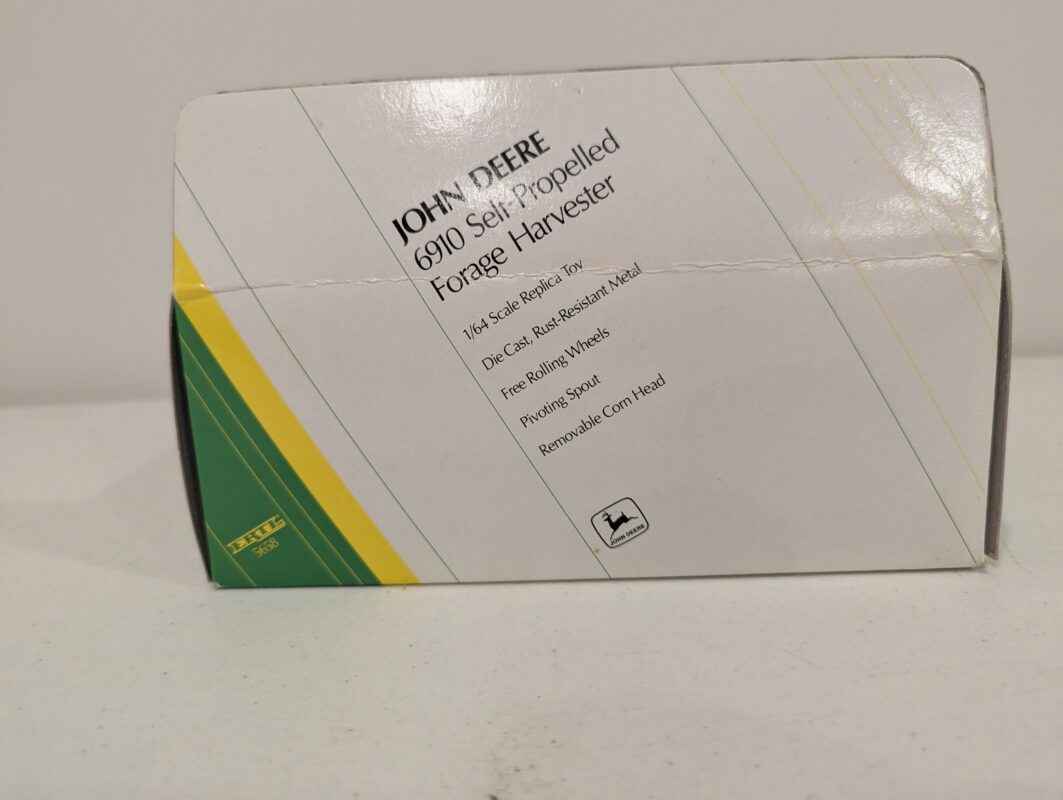 JOHN DEERE
6910 Self-Propelled
Forage Harvester
1/64 Scale Replica Toy
Die Cast, Rust-Resistant Metal
Free Rolling Wheels
Pivoting Spout
Removable Corn Head
JOHN DEERE
ERTL
5658